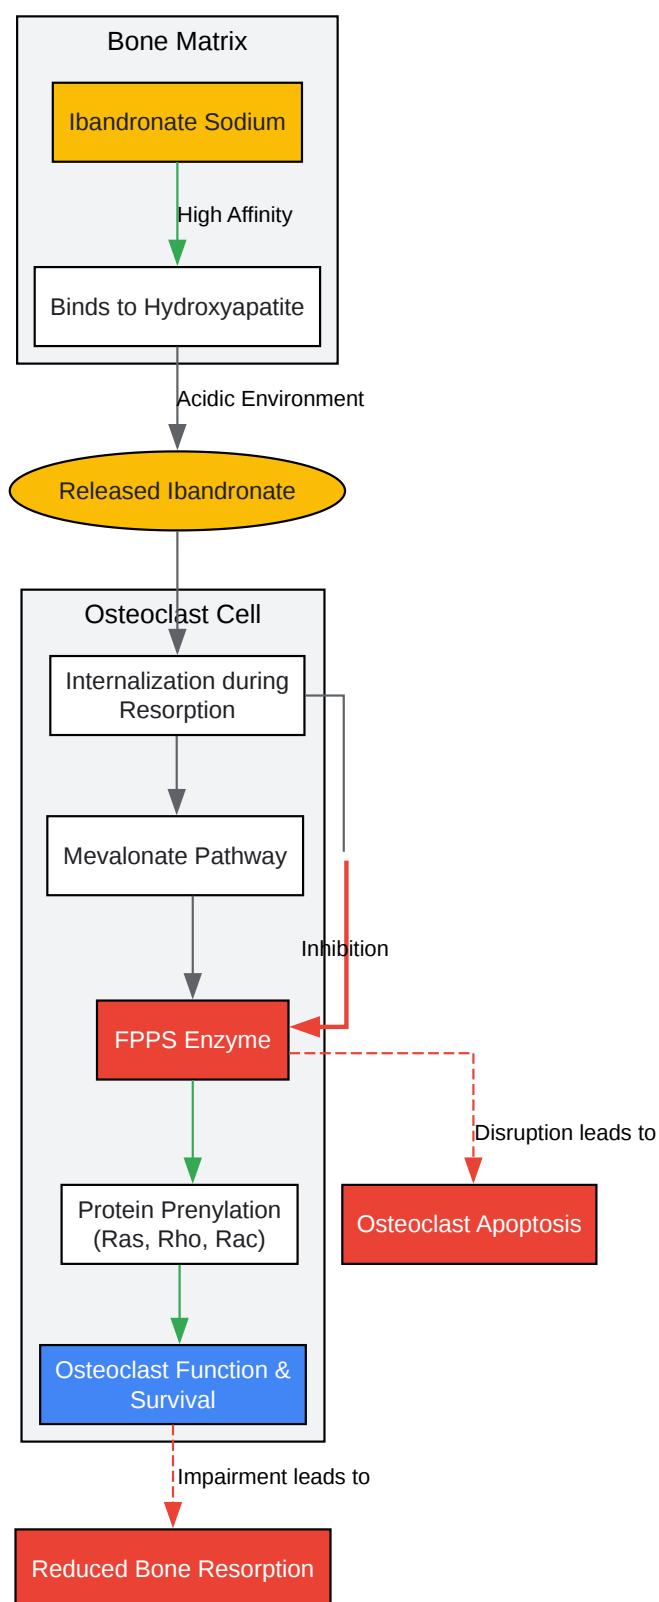 Bone Matrix
Ibandronate Sodium
High Affinity
Binds to Hydroxyapatite
Acidic Environment
Released Ibandronate
Osteoclast Cell
Internalization during
Resorption
Mevalonate Pathway
Inhibition
FPPS Enzyme
Disruption leads to
Protein Prenylation
(Ras, Rho, Rac)
Osteoclast Apoptosis
Osteoclast Function &
Survival
Impairment leads to
Reduced Bone Resorption